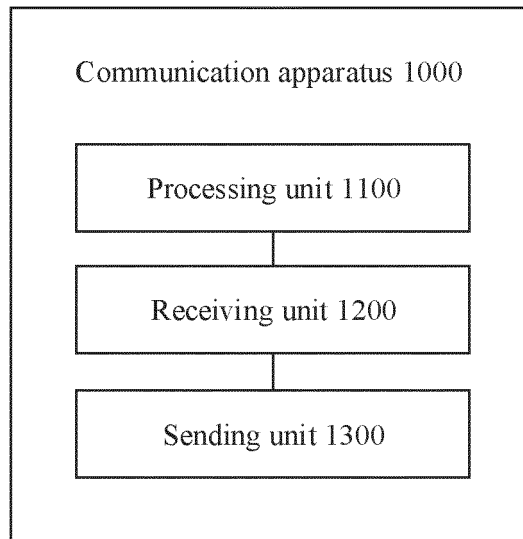 Communication apparatus 1000
Processing unit 1100
Receiving unit 1200
Sending unit 1300